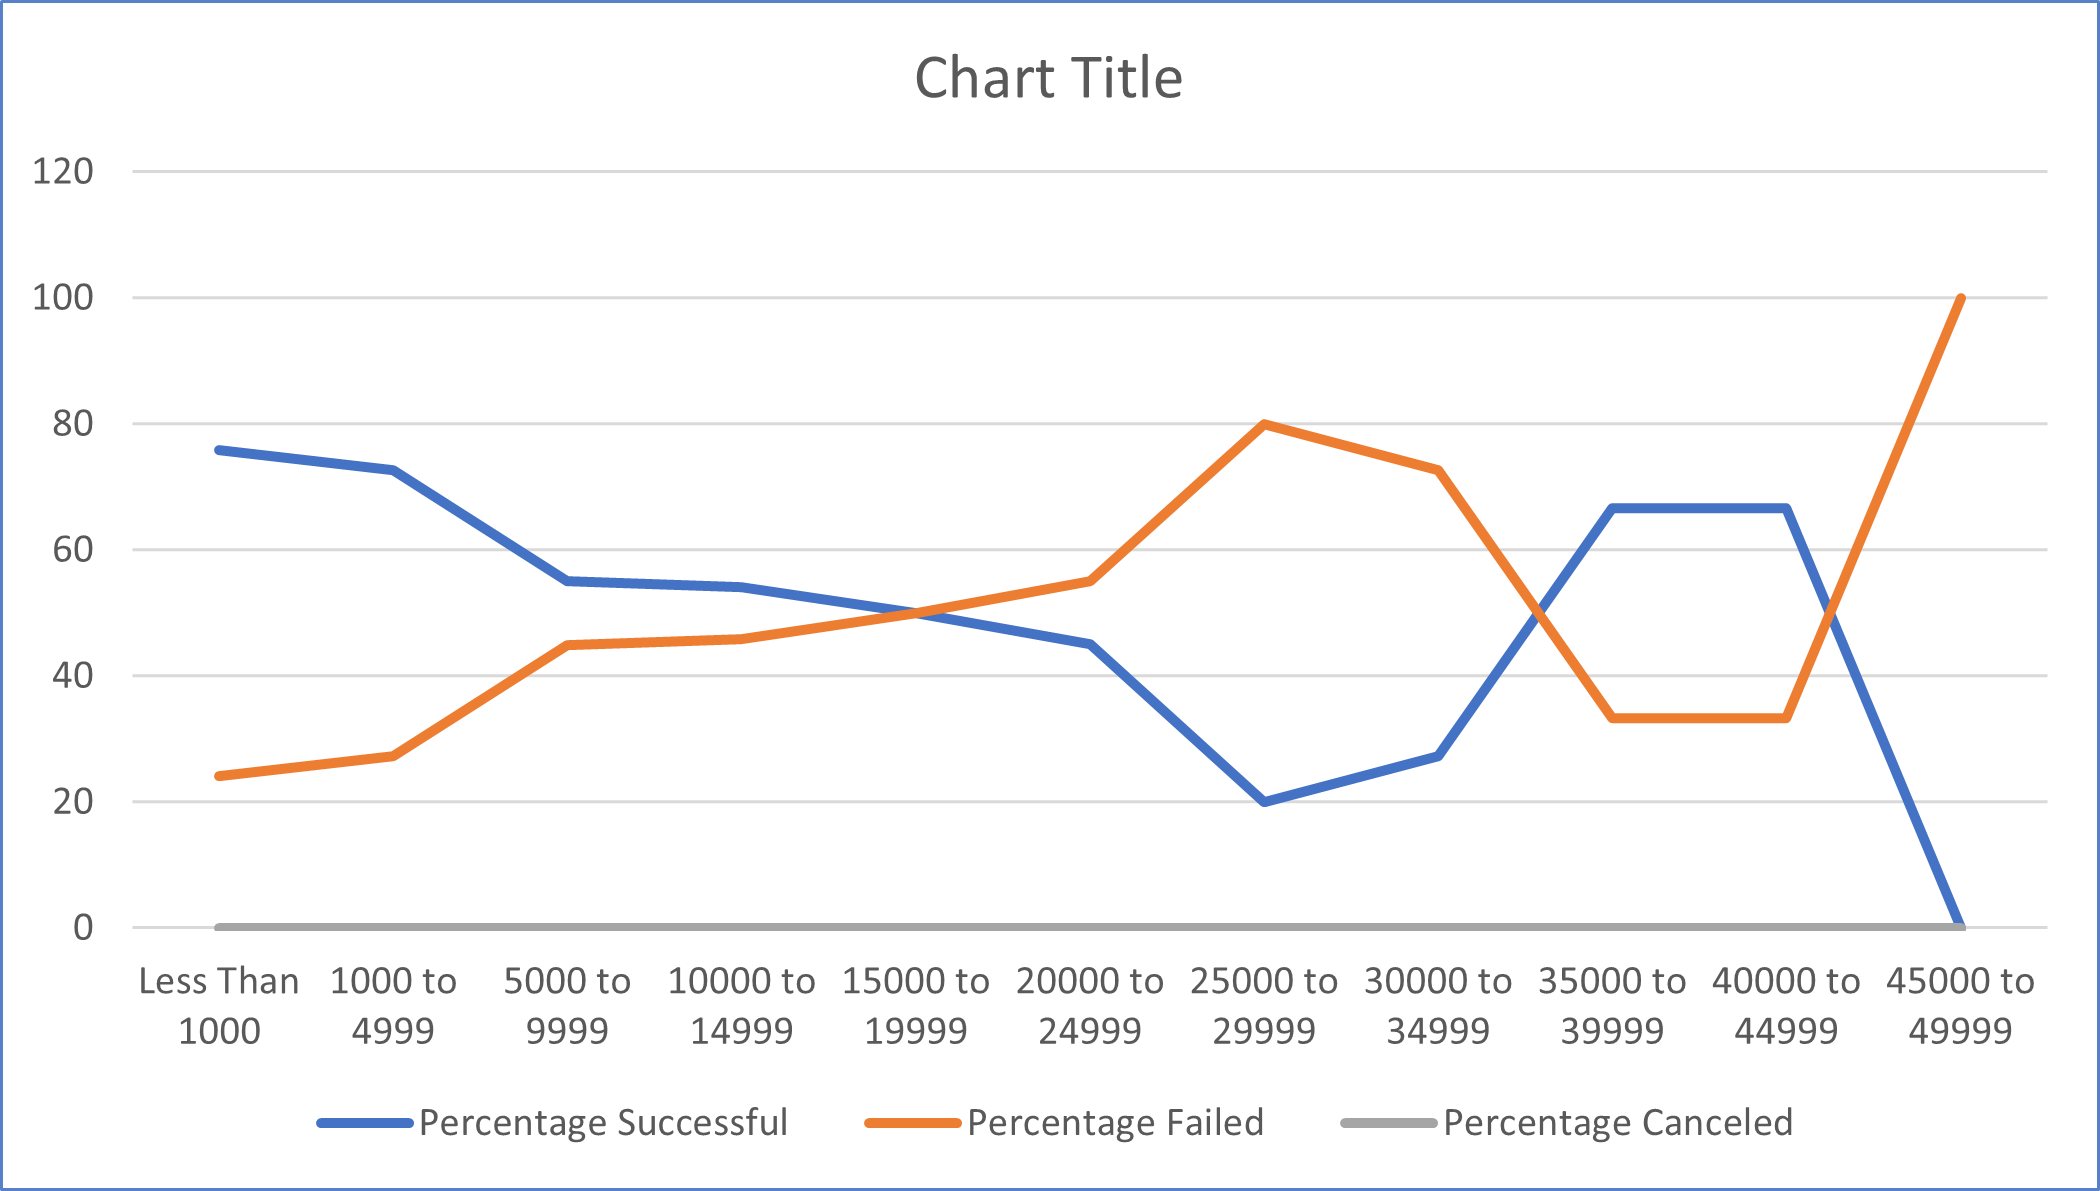 Chart Title
120
100
80
60
40
20
0
Less Than 1000 to 5000 to 10000 to 15000 to 20000 to 25000 to 30000 to 35000 to 40000 to 45000 to
1000 4999 9999 14999 19999 24999 29999 34999 39999 44999 49999
Percentage Successful Percentage Failed Percentage Canceled